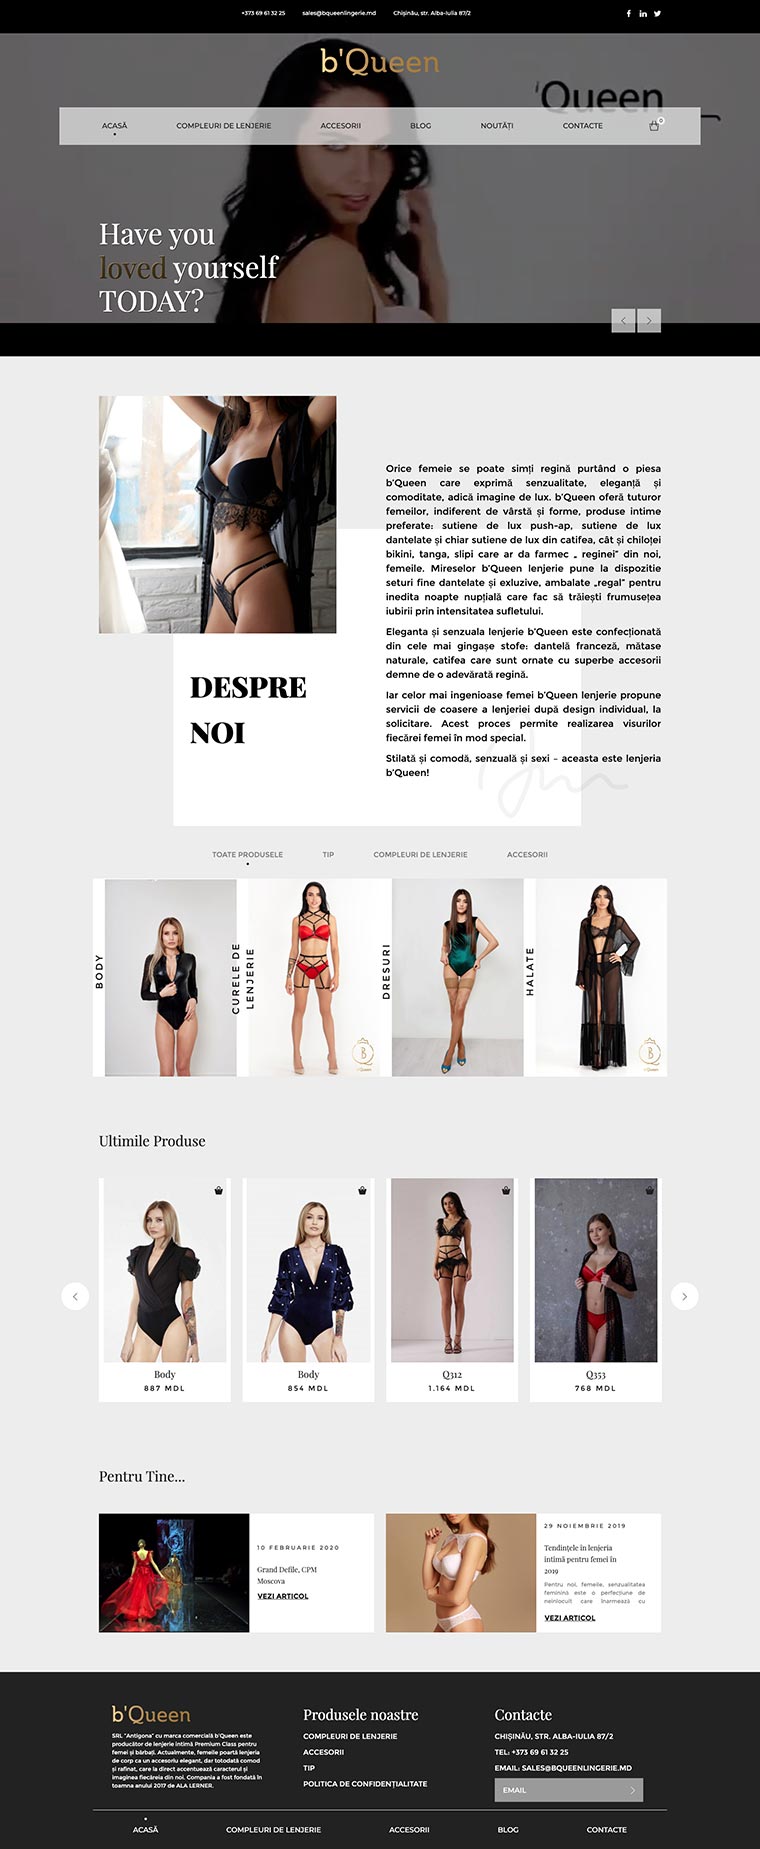 +373 69 61 32 25 sales@bqueenlingerie.md Chișinău, str. Alba-Iulia 87/2
b'Queen
'Queen
ACASĂ COMPLEURI DE LENJERIE ACCESORII BLOG NOUTĂȚI CONTACTE 0
Have you
loved yourself
TODAY?
Orice femeie se poate simți regină purtând o piesa
b'Queen care exprimă senzualitate, eleganță și
comoditate, adică imagine de lux. b'Queen oferă tuturor
femeilor, indiferent de vârstă și forme, produse intime
preferate: sutiene de lux push-ap, sutiene de lux
dantelate și chiar sutiene de lux din catifea, cât și chiloței
bikini, tanga, slipi care ar da farmec „ reginei” din noi,
femeile. Mireselor b'Queen lenjerie pune la dispozitie
seturi fine dantelate și exluzive, ambalate „regal” pentru
inedita noapte nupțială care fac să trăiești frumusețea
iubirii prin intensitatea sufletului.
Eleganta și senzuala lenjerie b'Queen este confecționată
din cele mai gingașe stofe: dantelă franceză, mătase
naturale, catifea care sunt ornate cu superbe accesorii
demne de o adevărată regină.
Iar celor mai ingenioase femei b'Queen lenjerie propune
servicii de coasere a lenjeriei după design individual, la
solicitare. Acest proces permite realizarea visurilor
fiecărei femei în mod special.
Stilată și comodă, senzuală și sexi – aceasta este lenjeria
b'Queen!
DESPRE
NOI
TOATE PRODUSELE TIP COMPLEURI DE LENJERIE ACCESORII
BODY
CURELE DE
LENJERIE
B
b'Queen
DRESURI
HALATE
B
b'Queen
Ultimile Produse
Body Body Q312 Q353
887 MDL 854 MDL 1.164 MDL 768 MDL
Pentru Tine...
10 FEBRUARIE 2020
Grand Defile, CPM
Moscova
VEZI ARTICOL
29 NOIEMBRIE 2019
Tendințele în lenjeria
intimă pentru femei în
2019
Pentru noi, femeile, senzualitatea
feminină este o perfecțiune de
neînlocuit care înarmează cu
VEZI ARTICOL
b'Queen
SRL "Antigona" cu marca comercială b'Queen este
producător de lenjerie intimă Premium Class pentru
femei și bărbați. Actualmente, femeile poartă lenjeria
de corp ca un accesoriu elegant, dar totodată comod
și rafinat, care la direct accentuează caracterul și
imaginea fiecăreia din noi. Compania a fost fondată în
toamna anului 2017 de ALA LERNER.
Produsele noastre
COMPLEURI DE LENJERIE
ACCESORII
TIP
POLITICA DE CONFIDENȚIALITATE
Contacte
CHIȘINĂU, STR. ALBA-IULIA 87/2
TEL: +373 69 61 32 25
EMAIL: SALES@BQUEENLINGERIE.MD
EMAIL
ACASĂ COMPLEURI DE LENJERIE ACCESORII BLOG CONTACTE